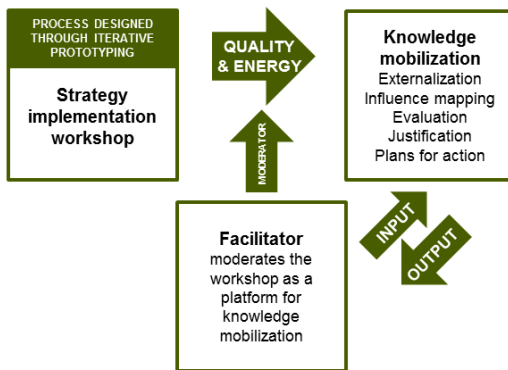 PROCESS DESIGNED
THROUGH ITERATIVE
PROTOTYPING
Strategy
implementation
workshop
QUALITY
& ENERGY
Knowledge
mobilization
Externalization
Influence mapping
Evaluation
Justification
Plans for action
MODERATOR
Facilitator
moderates the
workshop as a
platform for
knowledge
mobilization
INPUT
OUTPUT